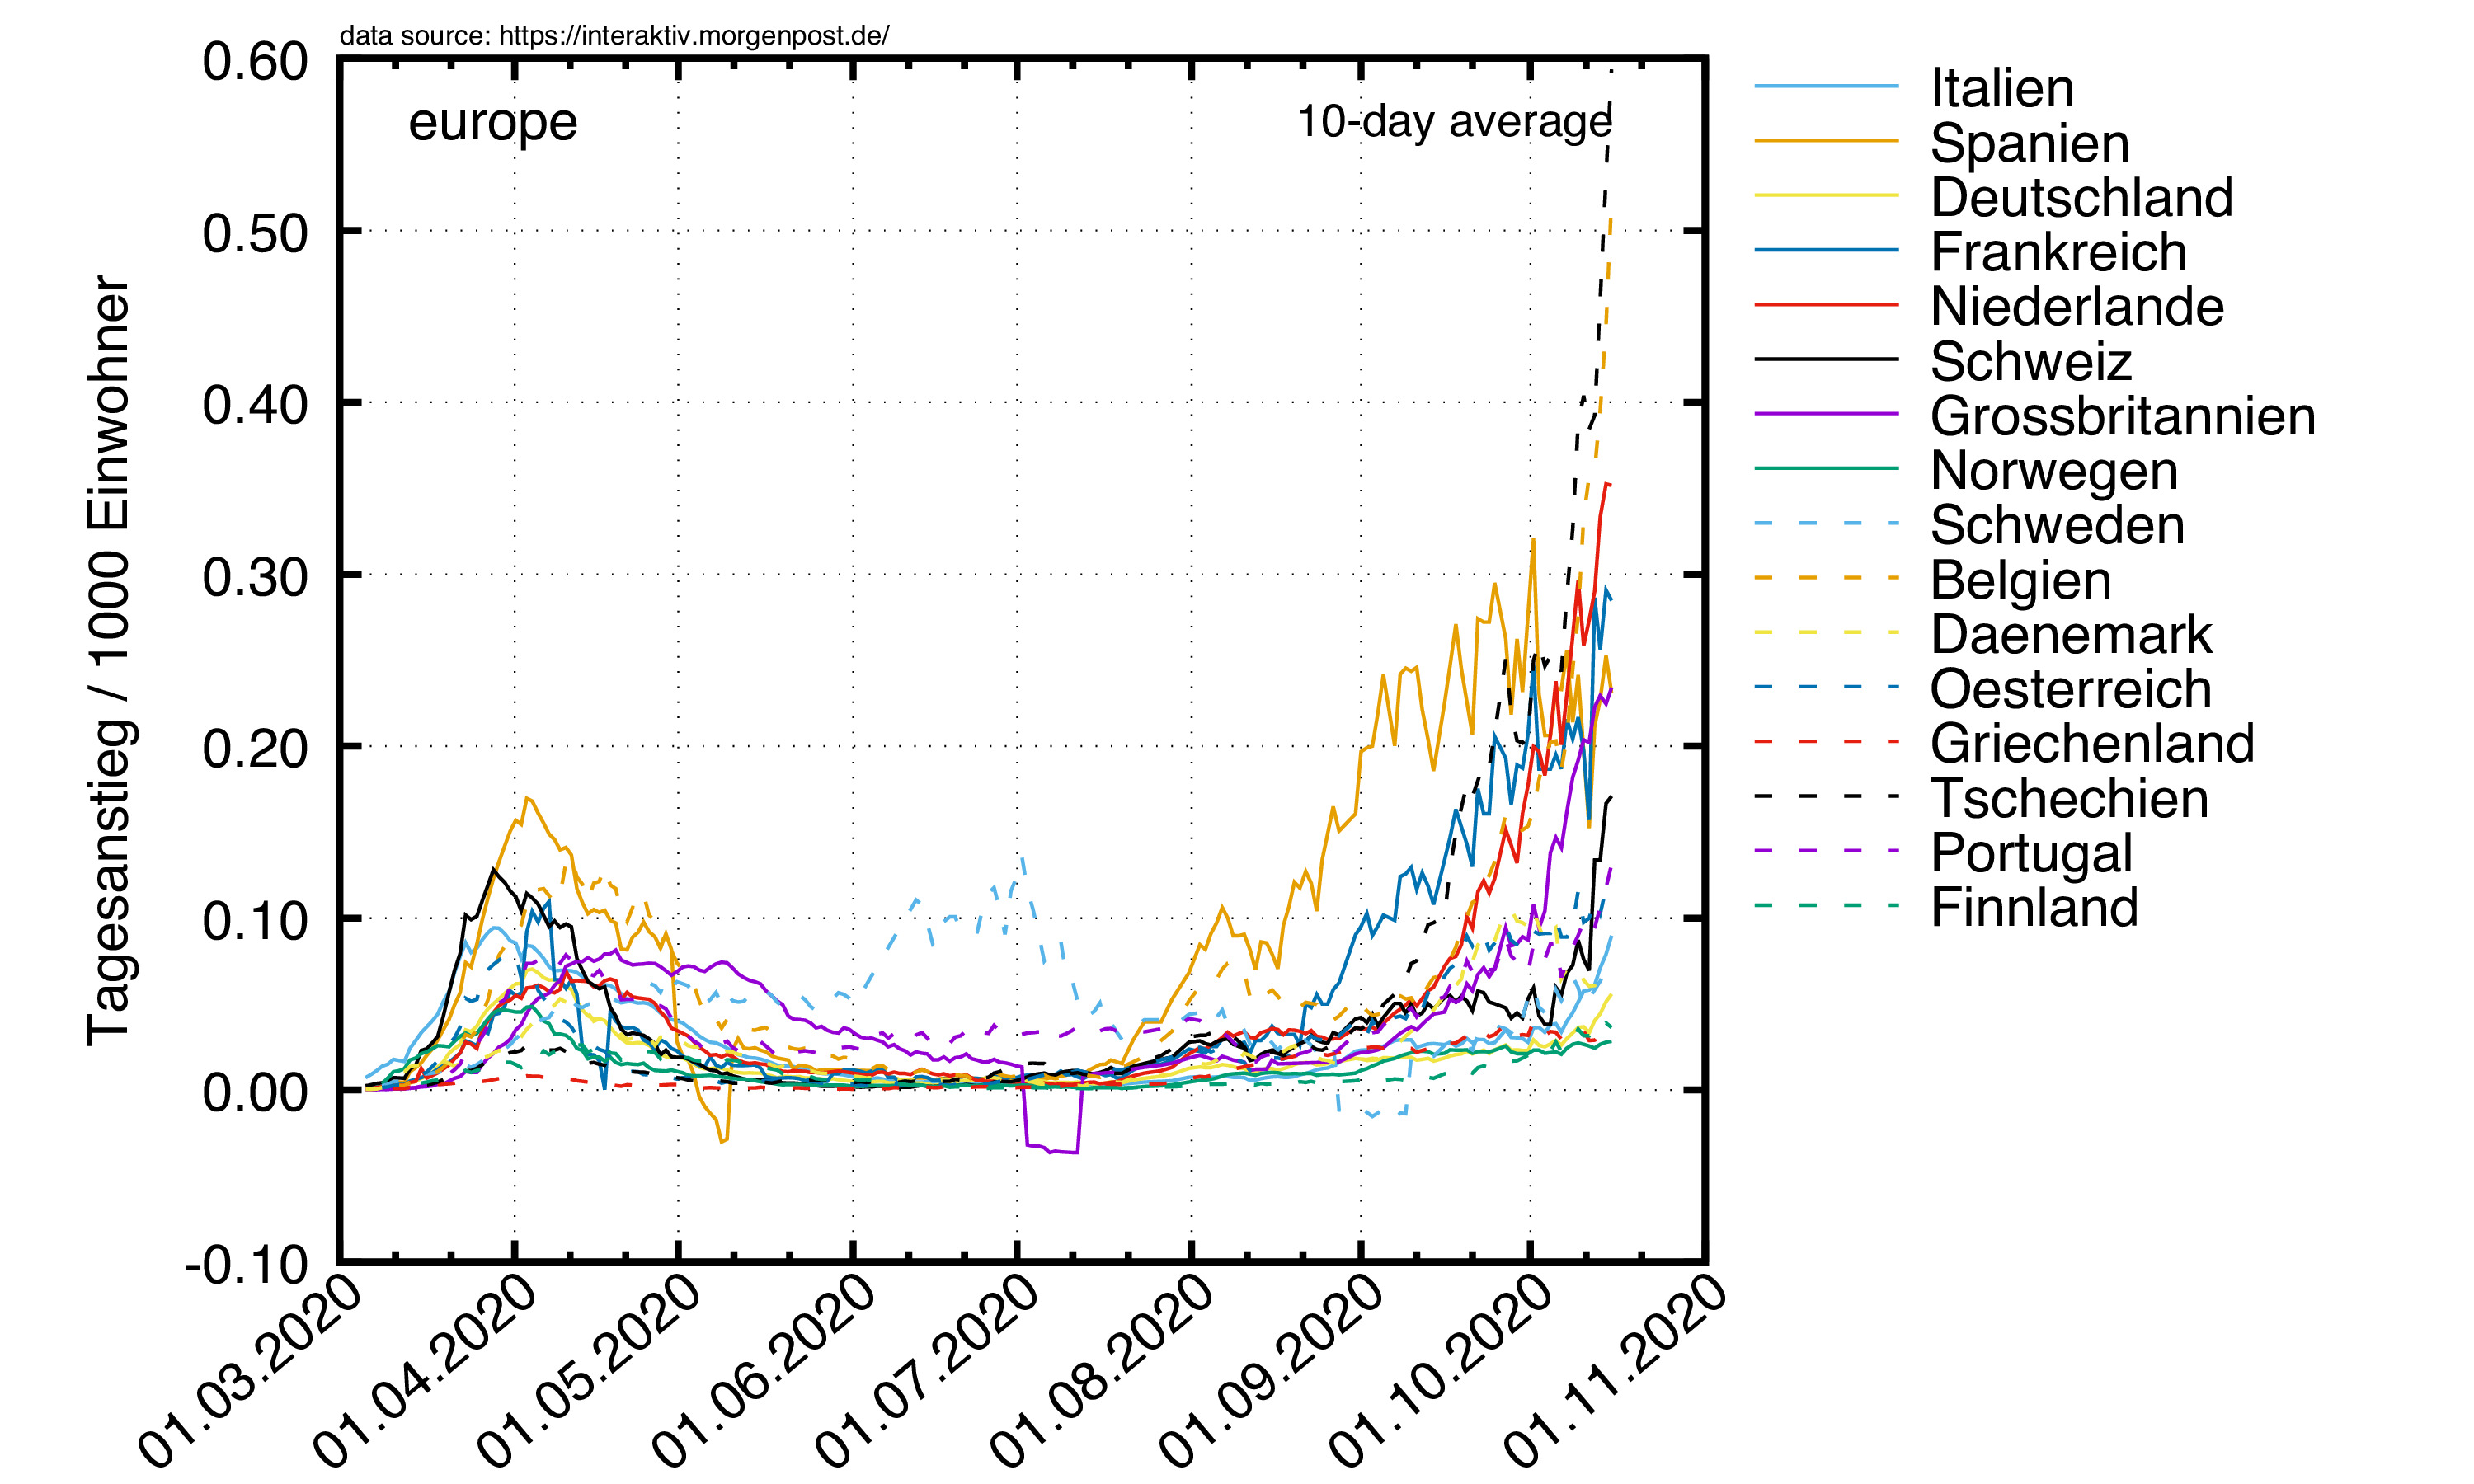 data source: https://interaktiv.morgenpost.de/
europe
10-day average
Tagesanstieg / 1000 Einwohner
0.60
0.50
0.40
0.30
0.20
0.10
0.00
-0.10
01.03.2020
01.04.2020
01.05.2020
01.06.2020
01.07.2020
01.08.2020
01.09.2020
01.10.2020
01.11.2020
Italien
Spanien
Deutschland
Frankreich
Niederlande
Schweiz
Grossbritannien
Norwegen
Schweden
Belgien
Daenemark
Oesterreich
Griechenland
Tschechien
Portugal
Finnland